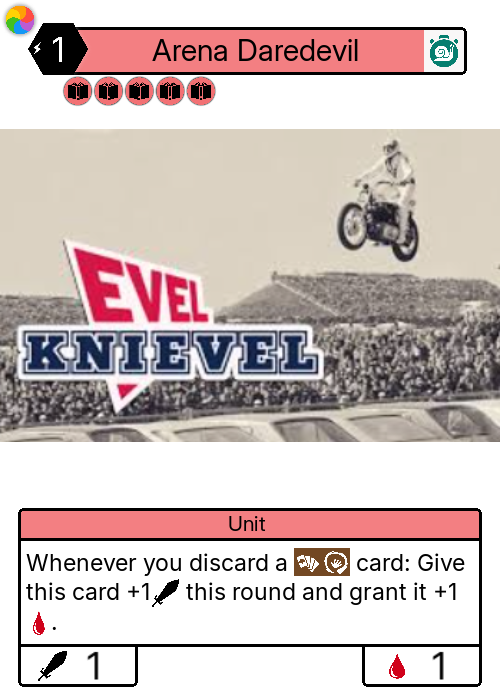 1
Arena Daredevil
EVEL
KNIEVEL
Unit
Whenever you discard a card: Give
this card +1 this round and grant it +1
.
1
1